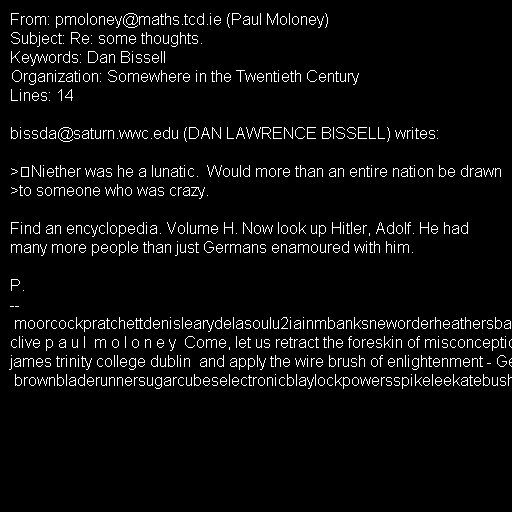 From: pmoloney@maths.tcd.ie (Paul Moloney)
Subject: Re: some thoughts.
Keywords: Dan Bissell
Organization: Somewhere in the Twentieth Century
Lines: 14

bissda@saturn.wwc.edu (DAN LAWRENCE BISSELL) writes:

>▯Niether was he a lunatic.  Would more than an entire nation be drawn
>to someone who was crazy.

Find an encyclopedia. Volume H. Now look up Hitler, Adolf. He had
many more people than just Germans enamoured with him.

P.
--
 moorcockpratchettdenislearydelasoulu2iainmbanksneworderheathersba
clive p a u l  m o l o n e y  Come, let us retract the foreskin of misconceptic
james trinity college dublin  and apply the wire brush of enlightenment - Ge
 brownbladerunnersugarcubeselectronicblaylockpowersspikeleekatebush